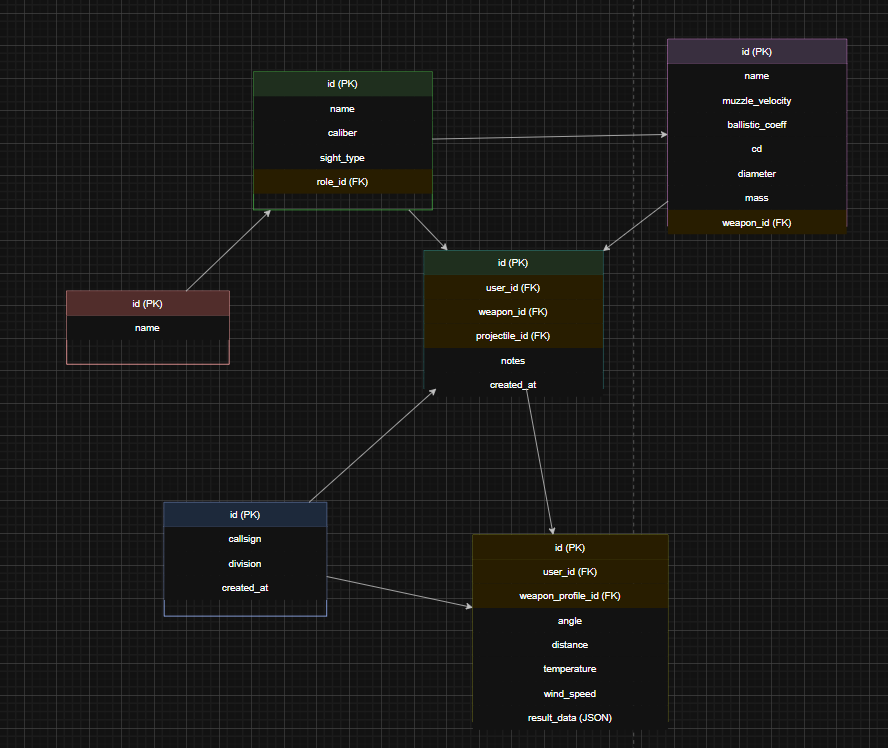 id (PK)
name
muzzle_velocity
ballistic_coeff
cd
diameter
mass
weapon_id (FK)
id (PK)
name
caliber
sight_type
role_id (FK)
id (PK)
user_id (FK)
weapon_id (FK)
projectile_id (FK)
notes
created_at
id (PK)
name
id (PK)
callsign
division
created_at
id (PK)
user_id (FK)
weapon_profile_id (FK)
angle
distance
temperature
wind_speed
result_data (JSON)